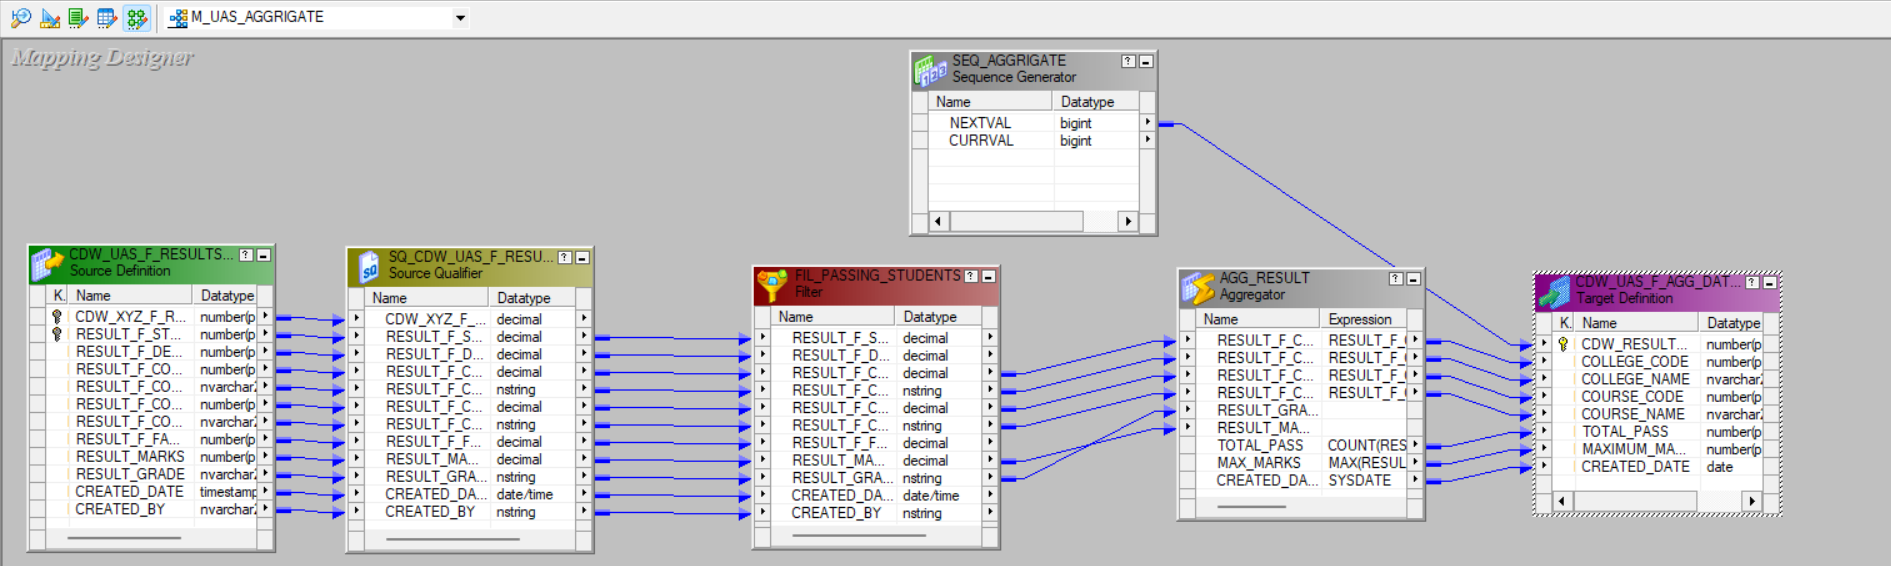 M_UAS_AGGRIGATE
Mapping Designer
SEQ_AGGRIGATE
Sequence Generator
Name Datatype
NEXTVAL bigint
CURRVAL bigint
CDW_UAS_F_RESULTS...
Source Definition
K. Name Datatype
CDW_XYZ_F_R... number(p
RESULT_F_ST... number(p
RESULT_F_DE... number(p
RESULT_F_CO... number(p
RESULT_F_CO... nvarchar2
RESULT_F_CO... number(p
RESULT_F_CO... nvarchar2
RESULT_F_FA... number(p
RESULT_MARKS number(p
RESULT_GRADE nvarchar2
CREATED_DATE timestamp
CREATED_BY nvarchar2
SQ_CDW_UAS_F_RESU...
Source Qualifier
Name Datatype
CDW_XYZ_F_... decimal
RESULT_F_S... decimal
RESULT_F_D... decimal
RESULT_F_C... decimal
RESULT_F_C... nstring
RESULT_F_C... decimal
RESULT_F_C... nstring
RESULT_F_F... decimal
RESULT_MA... decimal
RESULT_GRA... nstring
CREATED_DA... date/time
CREATED_BY nstring
FIL_PASSING_STUDENTS
Filter
Name Datatype
RESULT_F_S... decimal
RESULT_F_D... decimal
RESULT_F_C... decimal
RESULT_F_C... nstring
RESULT_F_C... decimal
RESULT_F_C... nstring
RESULT_F_F... decimal
RESULT_MA... decimal
RESULT_GRA... nstring
CREATED_DA... date/time
CREATED_BY nstring
AGG_RESULT
Aggregator
Name Expression
RESULT_F_C... RESULT_F_(
RESULT_F_C... RESULT_F_(
RESULT_F_C... RESULT_F_(
RESULT_F_C... RESULT_F_(
RESULT_GRA...
RESULT_MA...
TOTAL_PASS COUNT(RES
MAX_MARKS MAX(RESUL
CREATED_DA... SYSDATE
CDW_UAS_F_AGG_DAT...
Target Definition
K. Name Datatype
CDW_RESULT... number(p
COLLEGE_CODE number(p
COLLEGE_NAME nvarchar2
COURSE_CODE number(p
COURSE_NAME nvarchar2
TOTAL_PASS number(p
MAXIMUM_MA... number(p
CREATED_DATE date